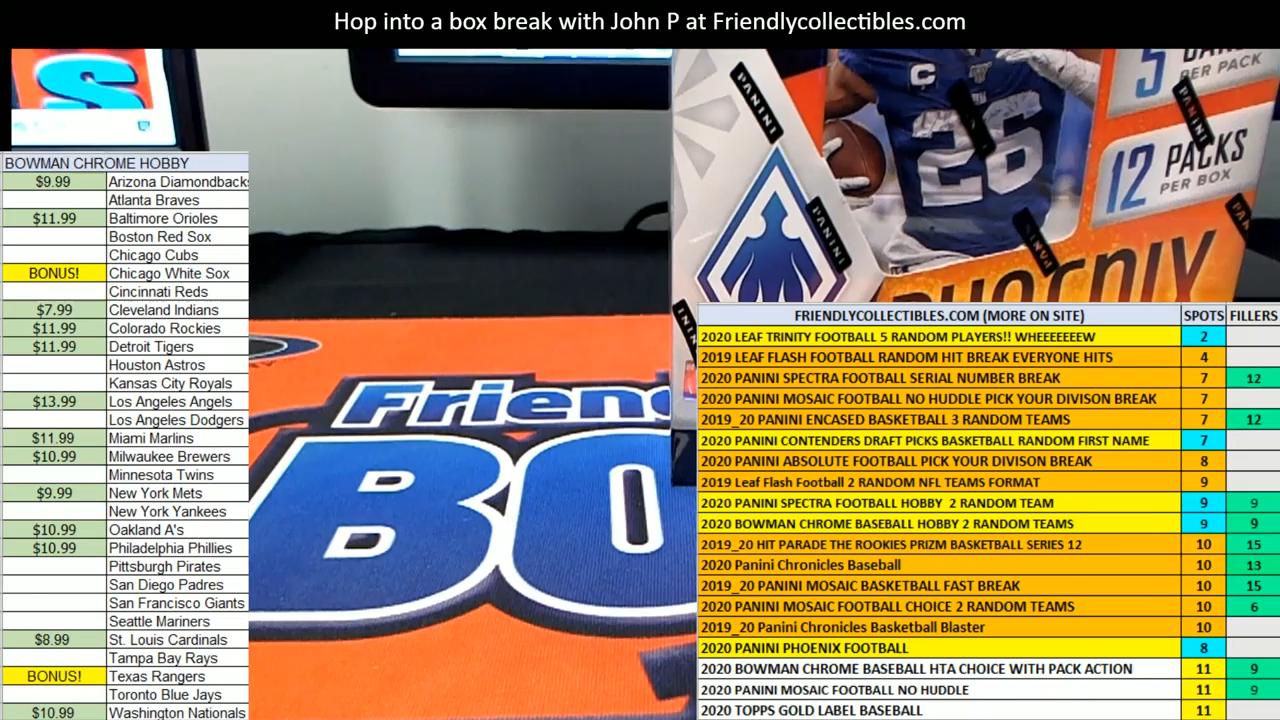 Hop into a box break with John P at Friendlycollectibles.com
S
BOWMAN CHROME HOBBY
$9.99 Arizona Diamondbacks
Atlanta Braves
$11.99 Baltimore Orioles
Boston Red Sox
Chicago Cubs
BONUS! Chicago White Sox
Cincinnati Reds
$7.99 Cleveland Indians
$11.99 Colorado Rockies
$11.99 Detroit Tigers
Houston Astros
Kansas City Royals
$13.99 Los Angeles Angels
Los Angeles Dodgers
$11.99 Miami Marlins
$10.99 Milwaukee Brewers
Minnesota Twins
$9.99 New York Mets
New York Yankees
$10.99 Oakland A's
$10.99 Philadelphia Phillies
Pittsburgh Pirates
San Diego Padres
San Francisco Giants
Seattle Mariners
$8.99 St. Louis Cardinals
Tampa Bay Rays
BONUS! Texas Rangers
Toronto Blue Jays
$10.99 Washington Nationals
Frien
BO
PANINI
PANINI
PANINI
C
26
5
PER PACK
12 PACKS
PER BOX
PHOENIX
FRIENDLYCOLLECTIBLES.COM (MORE ON SITE) SPOTS FILLERS
2020 LEAF TRINITY FOOTBALL 5 RANDOM PLAYERS!! WHEEEEEEW 2
2019 LEAF FLASH FOOTBALL RANDOM HIT BREAK EVERYONE HITS 4
2020 PANINI SPECTRA FOOTBALL SERIAL NUMBER BREAK 7 12
2020 PANINI MOSAIC FOOTBALL NO HUDDLE PICK YOUR DIVISON BREAK 7
2019_20 PANINI ENCASED BASKETBALL 3 RANDOM TEAMS 7 12
2020 PANINI CONTENDERS DRAFT PICKS BASKETBALL RANDOM FIRST NAME 7
2020 PANINI ABSOLUTE FOOTBALL PICK YOUR DIVISON BREAK 8
2019 Leaf Flash Football 2 RANDOM NFL TEAMS FORMAT 9
2020 PANINI SPECTRA FOOTBALL HOBBY 2 RANDOM TEAM 9 9
2020 BOWMAN CHROME BASEBALL HOBBY 2 RANDOM TEAMS 9 9
2019_20 HIT PARADE THE ROOKIES PRIZM BASKETBALL SERIES 12 10 15
2020 Panini Chronicles Baseball 10 13
2019_20 PANINI MOSAIC BASKETBALL FAST BREAK 10 15
2020 PANINI MOSAIC FOOTBALL CHOICE 2 RANDOM TEAMS 10 6
2019_20 Panini Chronicles Basketball Blaster 10
2020 PANINI PHOENIX FOOTBALL 8
2020 BOWMAN CHROME BASEBALL HTA CHOICE WITH PACK ACTION 11 9
2020 PANINI MOSAIC FOOTBALL NO HUDDLE 11 9
2020 TOPPS GOLD LABEL BASEBALL 11